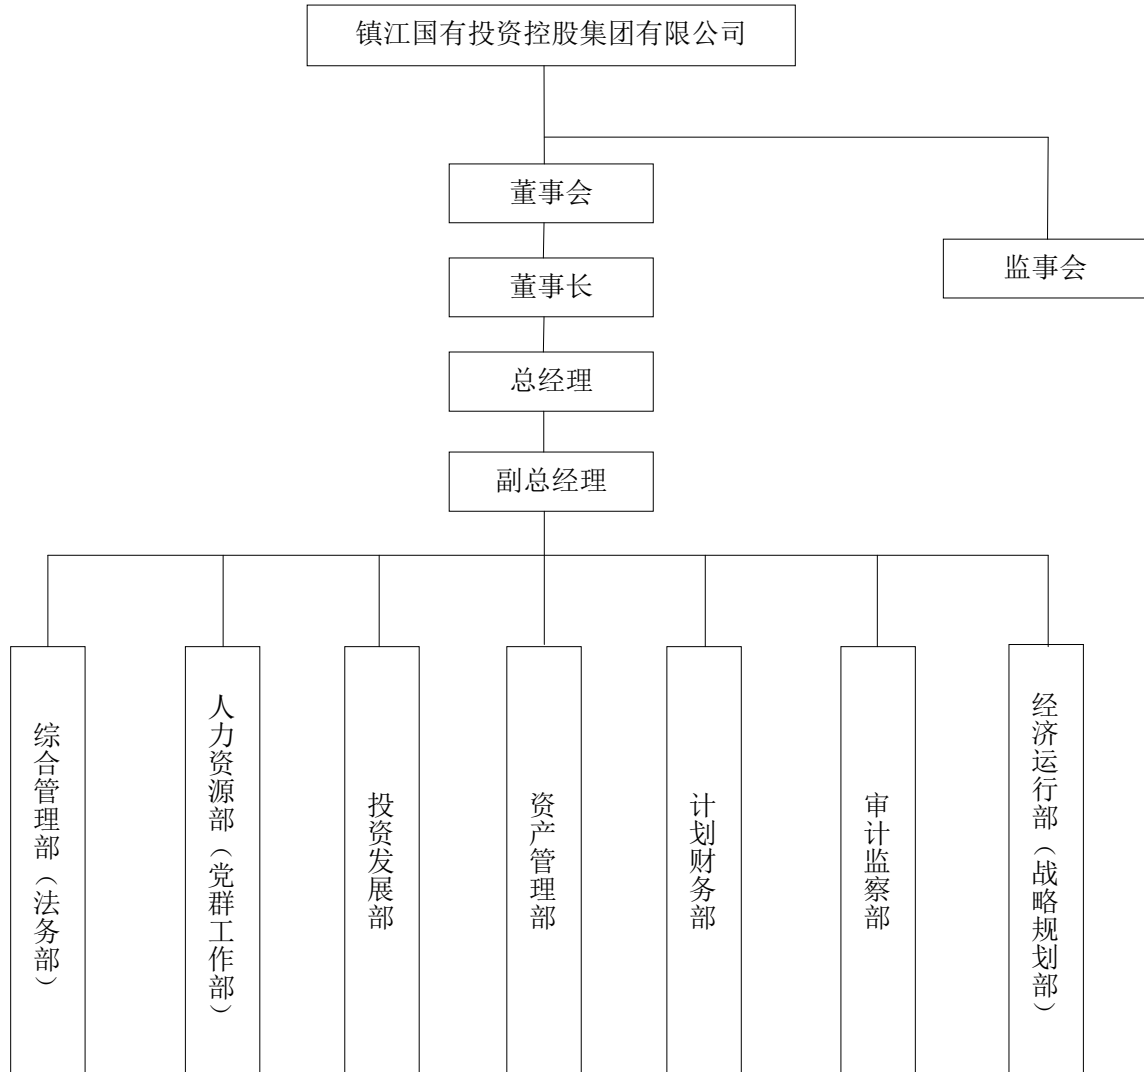 镇江国有投资控股集团有限公司
董事会
监事会
董事长
总经理
副总经理
综合管理部（法务部）
人力资源部（党群工作部）
投资发展部
资产管理部
计划财务部
审计监察部
经济运行部（战略规划部）